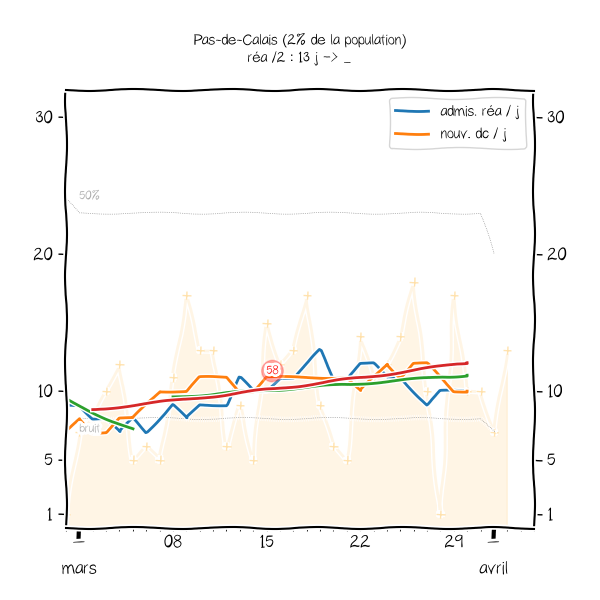 Pas-de-Calais (2% de la population)
réa /2 : 13 j -> _
admis. réa / j
nouv. dc / j
30
30
50%
20
20
58
10
10
bruit
5
5
1
1
08
15
22
29
mars
avril